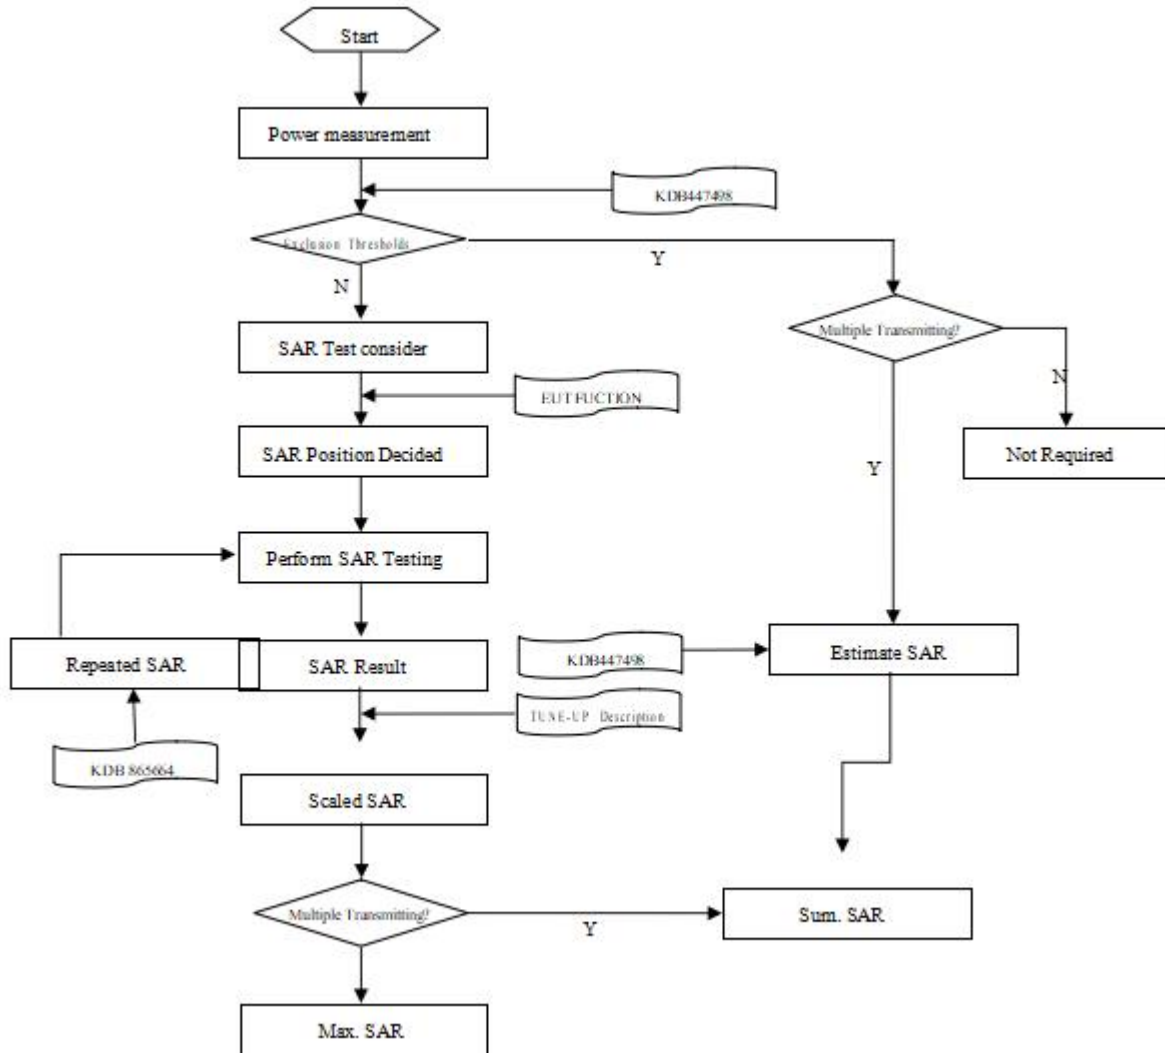 Start
Power measurement
KDB447498
Exclusion Thresholds
Y
N
Multiple Transmitting?
SAR Test consider
N
EUT FUCTION
SAR Position Decided
Not Required
Y
Perform SAR Testing
Repeated SAR
SAR Result
KDB447498
Estimate SAR
TUNE-UP Description
KDB 865664
Scaled SAR
Multiple Transmitting?
Y
Sum. SAR
Max. SAR